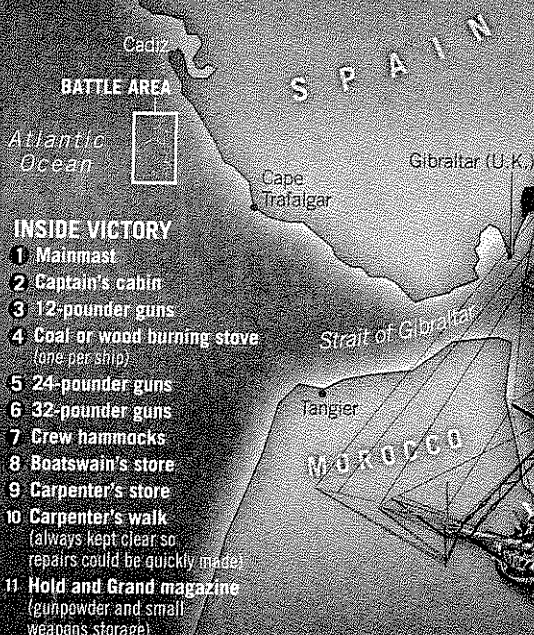 Cadiz
SPAIN
BATTLE AREA
Atlantic
Ocean
Gibraltar (U.K.)
Cape
Trafalgar
INSIDE VICTORY
1 Mainmast
2 Captain's cabin
3 12-pounder guns
4 Coal or wood burning stove
(one per ship)
Strait of Gibraltar
5 24-pounder guns
6 32-pounder guns
Tangier
7 Crew hammocks
MOROCCO
8 Boatswain's store
9 Carpenter's store
10 Carpenter's walk
(always kept clear so
repairs could be quickly made)
11 Hold and Grand magazine
(gunpowder and small
weapons storage)